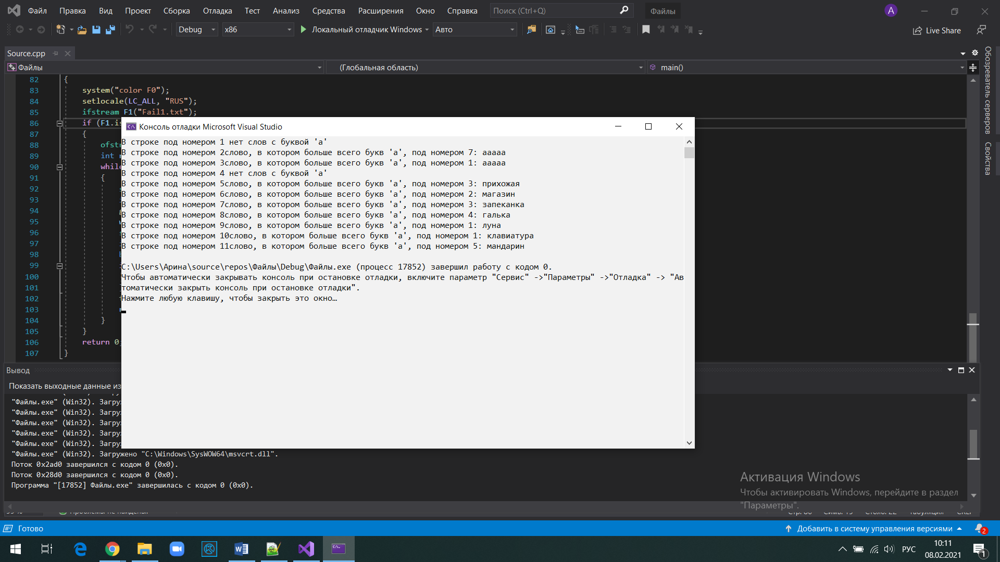 Файл Правка Вид Проект Сборка Отладка Тест Анализ Средства Расширения Окно Справка Поиск (Ctrl+Q) Файлы A
Debug x86 Локальный отладчик Windows Авто Live Share
Source.cpp
Файлы (Глобальная область) main()
82 {
83 system("color F0");
84 setlocale(LC_ALL, "RUS");
85 ifstream F1("Fail1.txt");
86 if (F1.is
87 {
88 ofst
89 int
90 while
91 {
92
93
94
95
96
97
98
99
100
101
102
103
104 }
105 }
106 return 0;
107 }
Обозреватель серверов
Свойства
Консоль отладки Microsoft Visual Studio
В строке под номером 1 нет слов с буквой 'а'
В строке под номером 2слово, в котором больше всего букв 'а', под номером 7: ааааа
В строке под номером 3слово, в котором больше всего букв 'а', под номером 1: ааааа
В строке под номером 4 нет слов с буквой 'а'
В строке под номером 5слово, в котором больше всего букв 'а', под номером 3: прихожая
В строке под номером 6слово, в котором больше всего букв 'а', под номером 2: магазин
В строке под номером 7слово, в котором больше всего букв 'а', под номером 3: запеканка
В строке под номером 8слово, в котором больше всего букв 'а', под номером 4: галька
В строке под номером 9слово, в котором больше всего букв 'а', под номером 1: луна
В строке под номером 10слово, в котором больше всего букв 'а', под номером 1: клавиатура
В строке под номером 11слово, в котором больше всего букв 'а', под номером 5: мандарин
C:\Users\Арина\source\repos\Файлы\Debug\Файлы.exe (процесс 17852) завершил работу с кодом 0.
Чтобы автоматически закрывать консоль при остановке отладки, включите параметр "Сервис" ->"Параметры" ->"Отладка" -> "Ав
томатически закрыть консоль при остановке отладки".
Нажмите любую клавишу, чтобы закрыть это окно…
Вывод
Показать выходные данные из
"Файлы.exe" (Win32). Загруж
"Файлы.exe" (Win32). Загруж
"Файлы.exe" (Win32). Загруж
"Файлы.exe" (Win32). Загруж
"Файлы.exe" (Win32). Загруж
"Файлы.exe" (Win32). Загружено "C:\Windows\SysWOW64\msvcrt.dll".
Поток 0x2ad0 завершился с кодом 0 (0x0).
Поток 0x28d0 завершился с кодом 0 (0x0).
Программа "[17852] Файлы.exe" завершилась с кодом 0 (0x0).
Активация Windows
Чтобы активировать Windows, перейдите в раздел
"Параметры".
Готово Добавить в систему управления версиями 2
РУС 10:11
08.02.2021 1